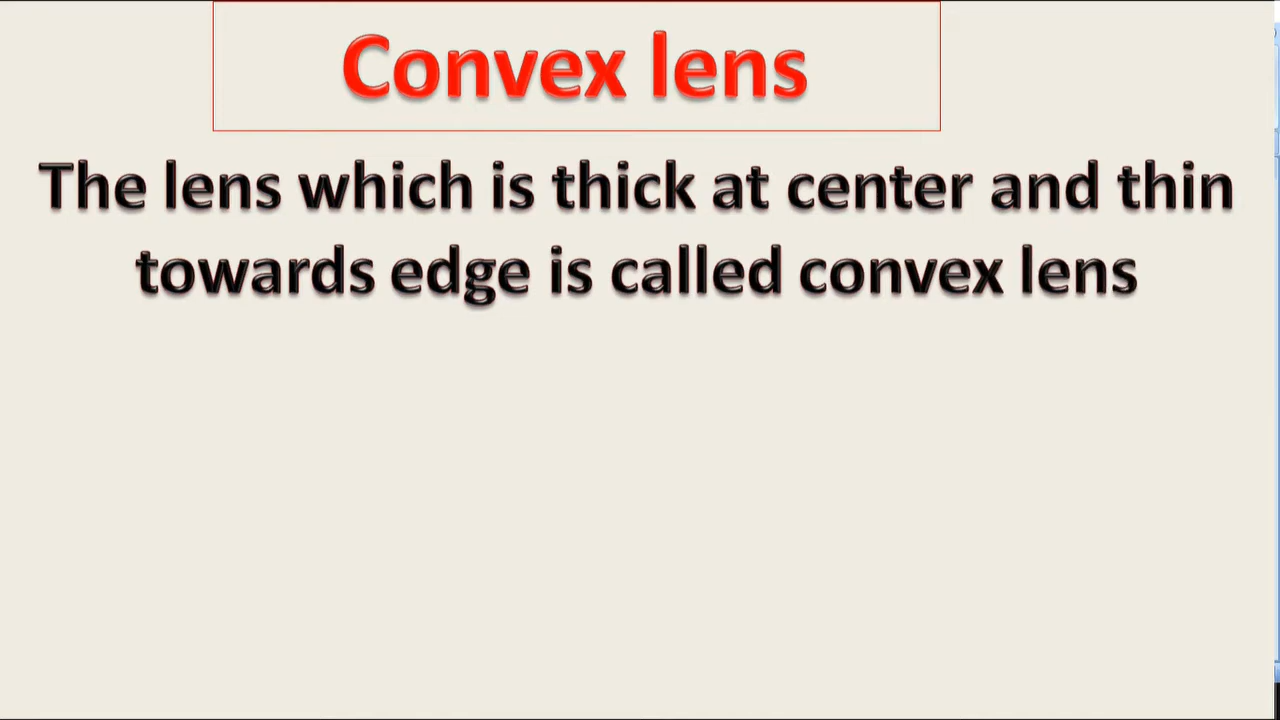 Convex lens
The lens which is thick at center and thin
towards edge is called convex lens